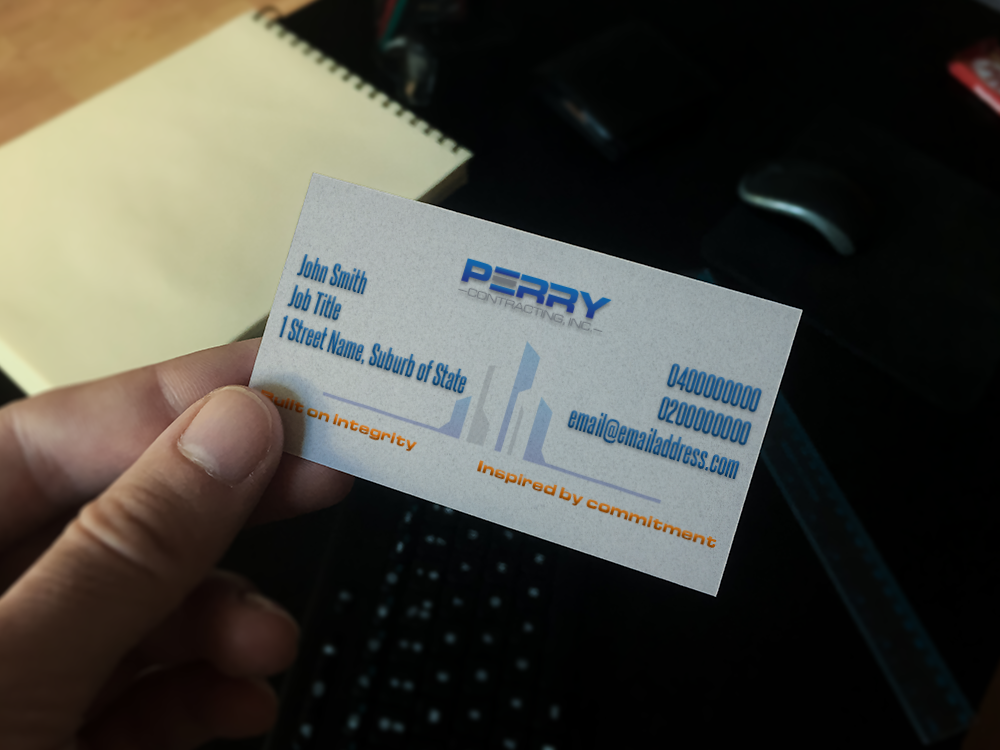 PERRY
CONTRACTING, INC.
John Smith
Job Title
1 Street Name, Suburb of State
0400000000
0200000000
email@emailaddress.com
Built on integrity
Inspired by commitment